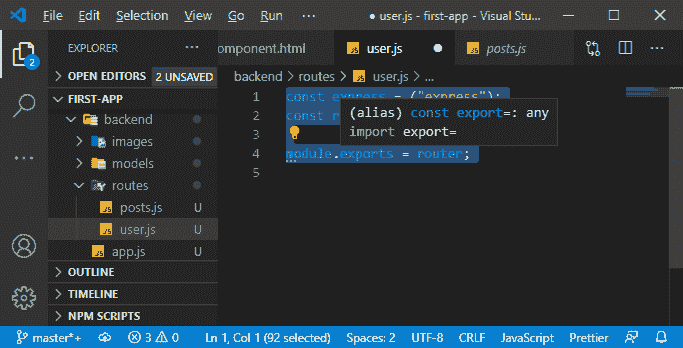 File Edit Selection View Go Run ··· ● user.js - first-app - Visual Stu...
EXPLORER ···
omponent.html
JS user.js ●
JS posts.js
···
2
OPEN EDITORS 2 UNSAVED
backend > routes > JS user.js > ...
FIRST-APP
backend
images
models
routes
JS posts.js U
JS user.js U
JS app.js U
OUTLINE
TIMELINE
NPM SCRIPTS
1 const express = ("express");
2 const r
3
4 module.exports = router;
5
(alias) const export=: any
import export=
master*+ 3 0 Ln 1, Col 1 (92 selected) Spaces: 2 UTF-8 CRLF JavaScript Prettier